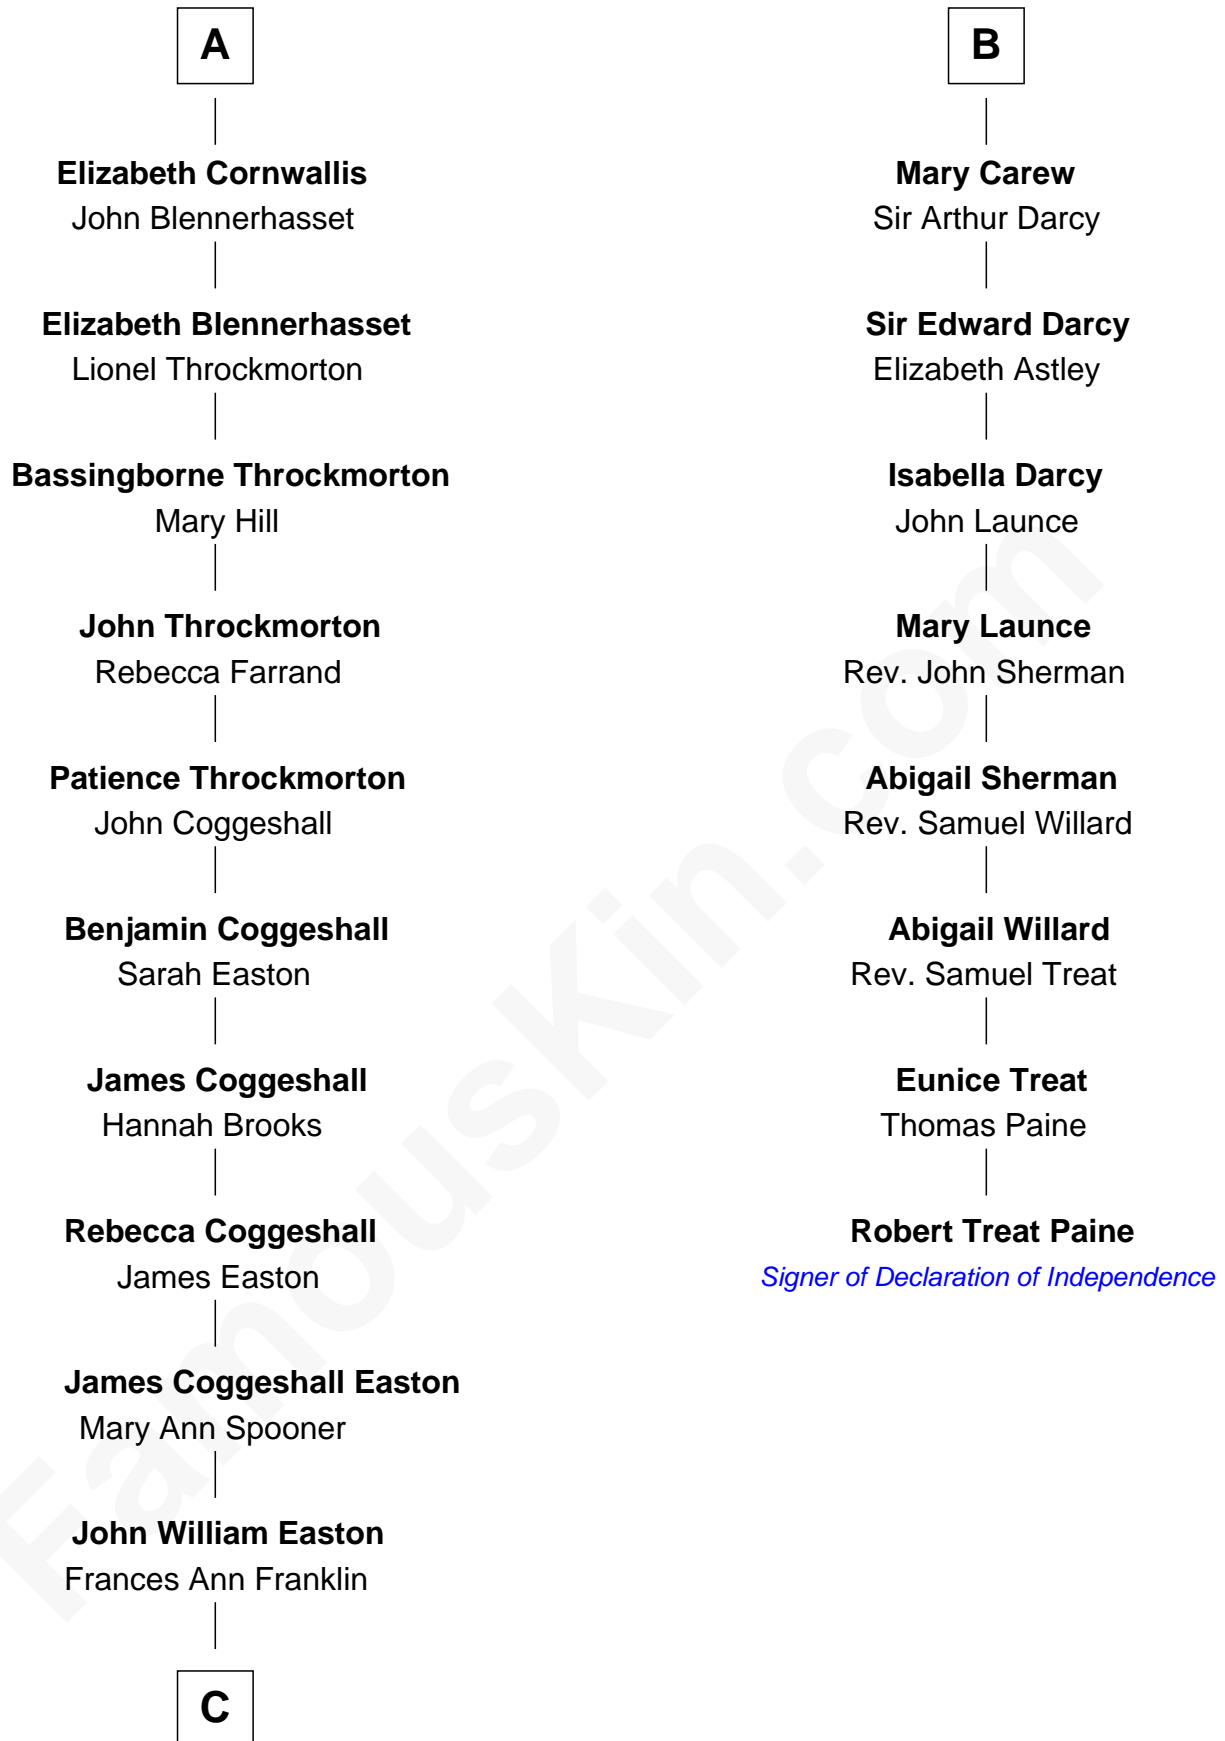 A
Elizabeth Cornwallis
John Blennerhasset
Elizabeth Blennerhasset
Lionel Throckmorton
Bassingborne Throckmorton
Mary Hill
John Throckmorton
Rebecca Farrand
Patience Throckmorton
John Coggeshall
Benjamin Coggeshall
Sarah Easton
James Coggeshall
Hannah Brooks
Rebecca Coggeshall
James Easton
James Coggeshall Easton
Mary Ann Spooner
John William Easton
Frances Ann Franklin
C
B
Mary Carew
Sir Arthur Darcy
Sir Edward Darcy
Elizabeth Astley
Isabella Darcy
John Launce
Mary Launce
Rev. John Sherman
Abigail Sherman
Rev. Samuel Willard
Abigail Willard
Rev. Samuel Treat
Eunice Treat
Thomas Paine
Robert Treat Paine
Signer of Declaration of Independence
FamousKin.com